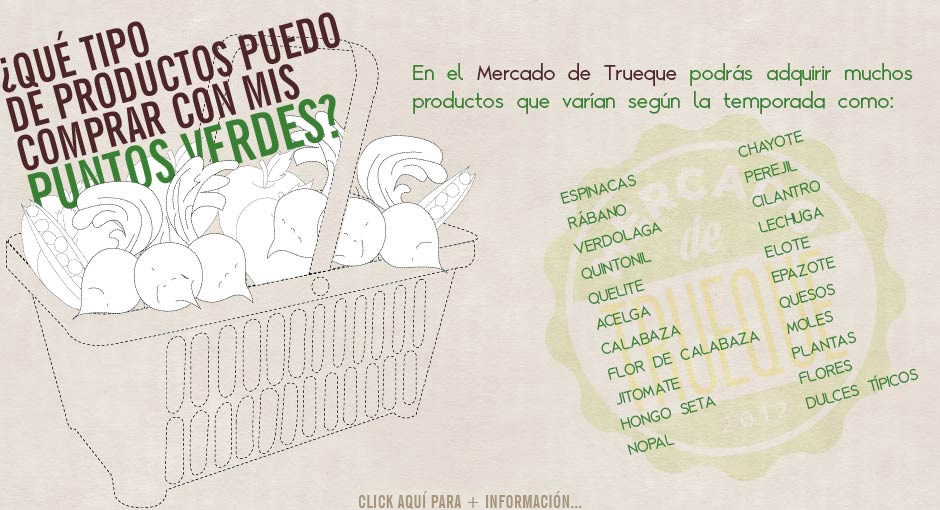 ¿QUÉ TIPO
DE PRODUCTOS PUEDO
COMPRAR CON MIS
PUNTOS VERDES?
En el Mercado de Trueque podrás adquirir muchos
productos que varían según la temporada como:
ESPINACAS
RÁBANO
VERDOLAGA
QUINTONIL
QUELITE
ACELGA
CALABAZA
FLOR DE CALABAZA
JITOMATE
HONGO SETA
NOPAL
CHAYOTE
PEREJIL
CILANTRO
LECHUGA
ELOTE
EPAZOTE
QUESOS
MOLES
PLANTAS
FLORES
DULCES TÍPICOS
MERCADO
de
TRUEQUE
2012
CLICK AQUÍ PARA + INFORMACIÓN...